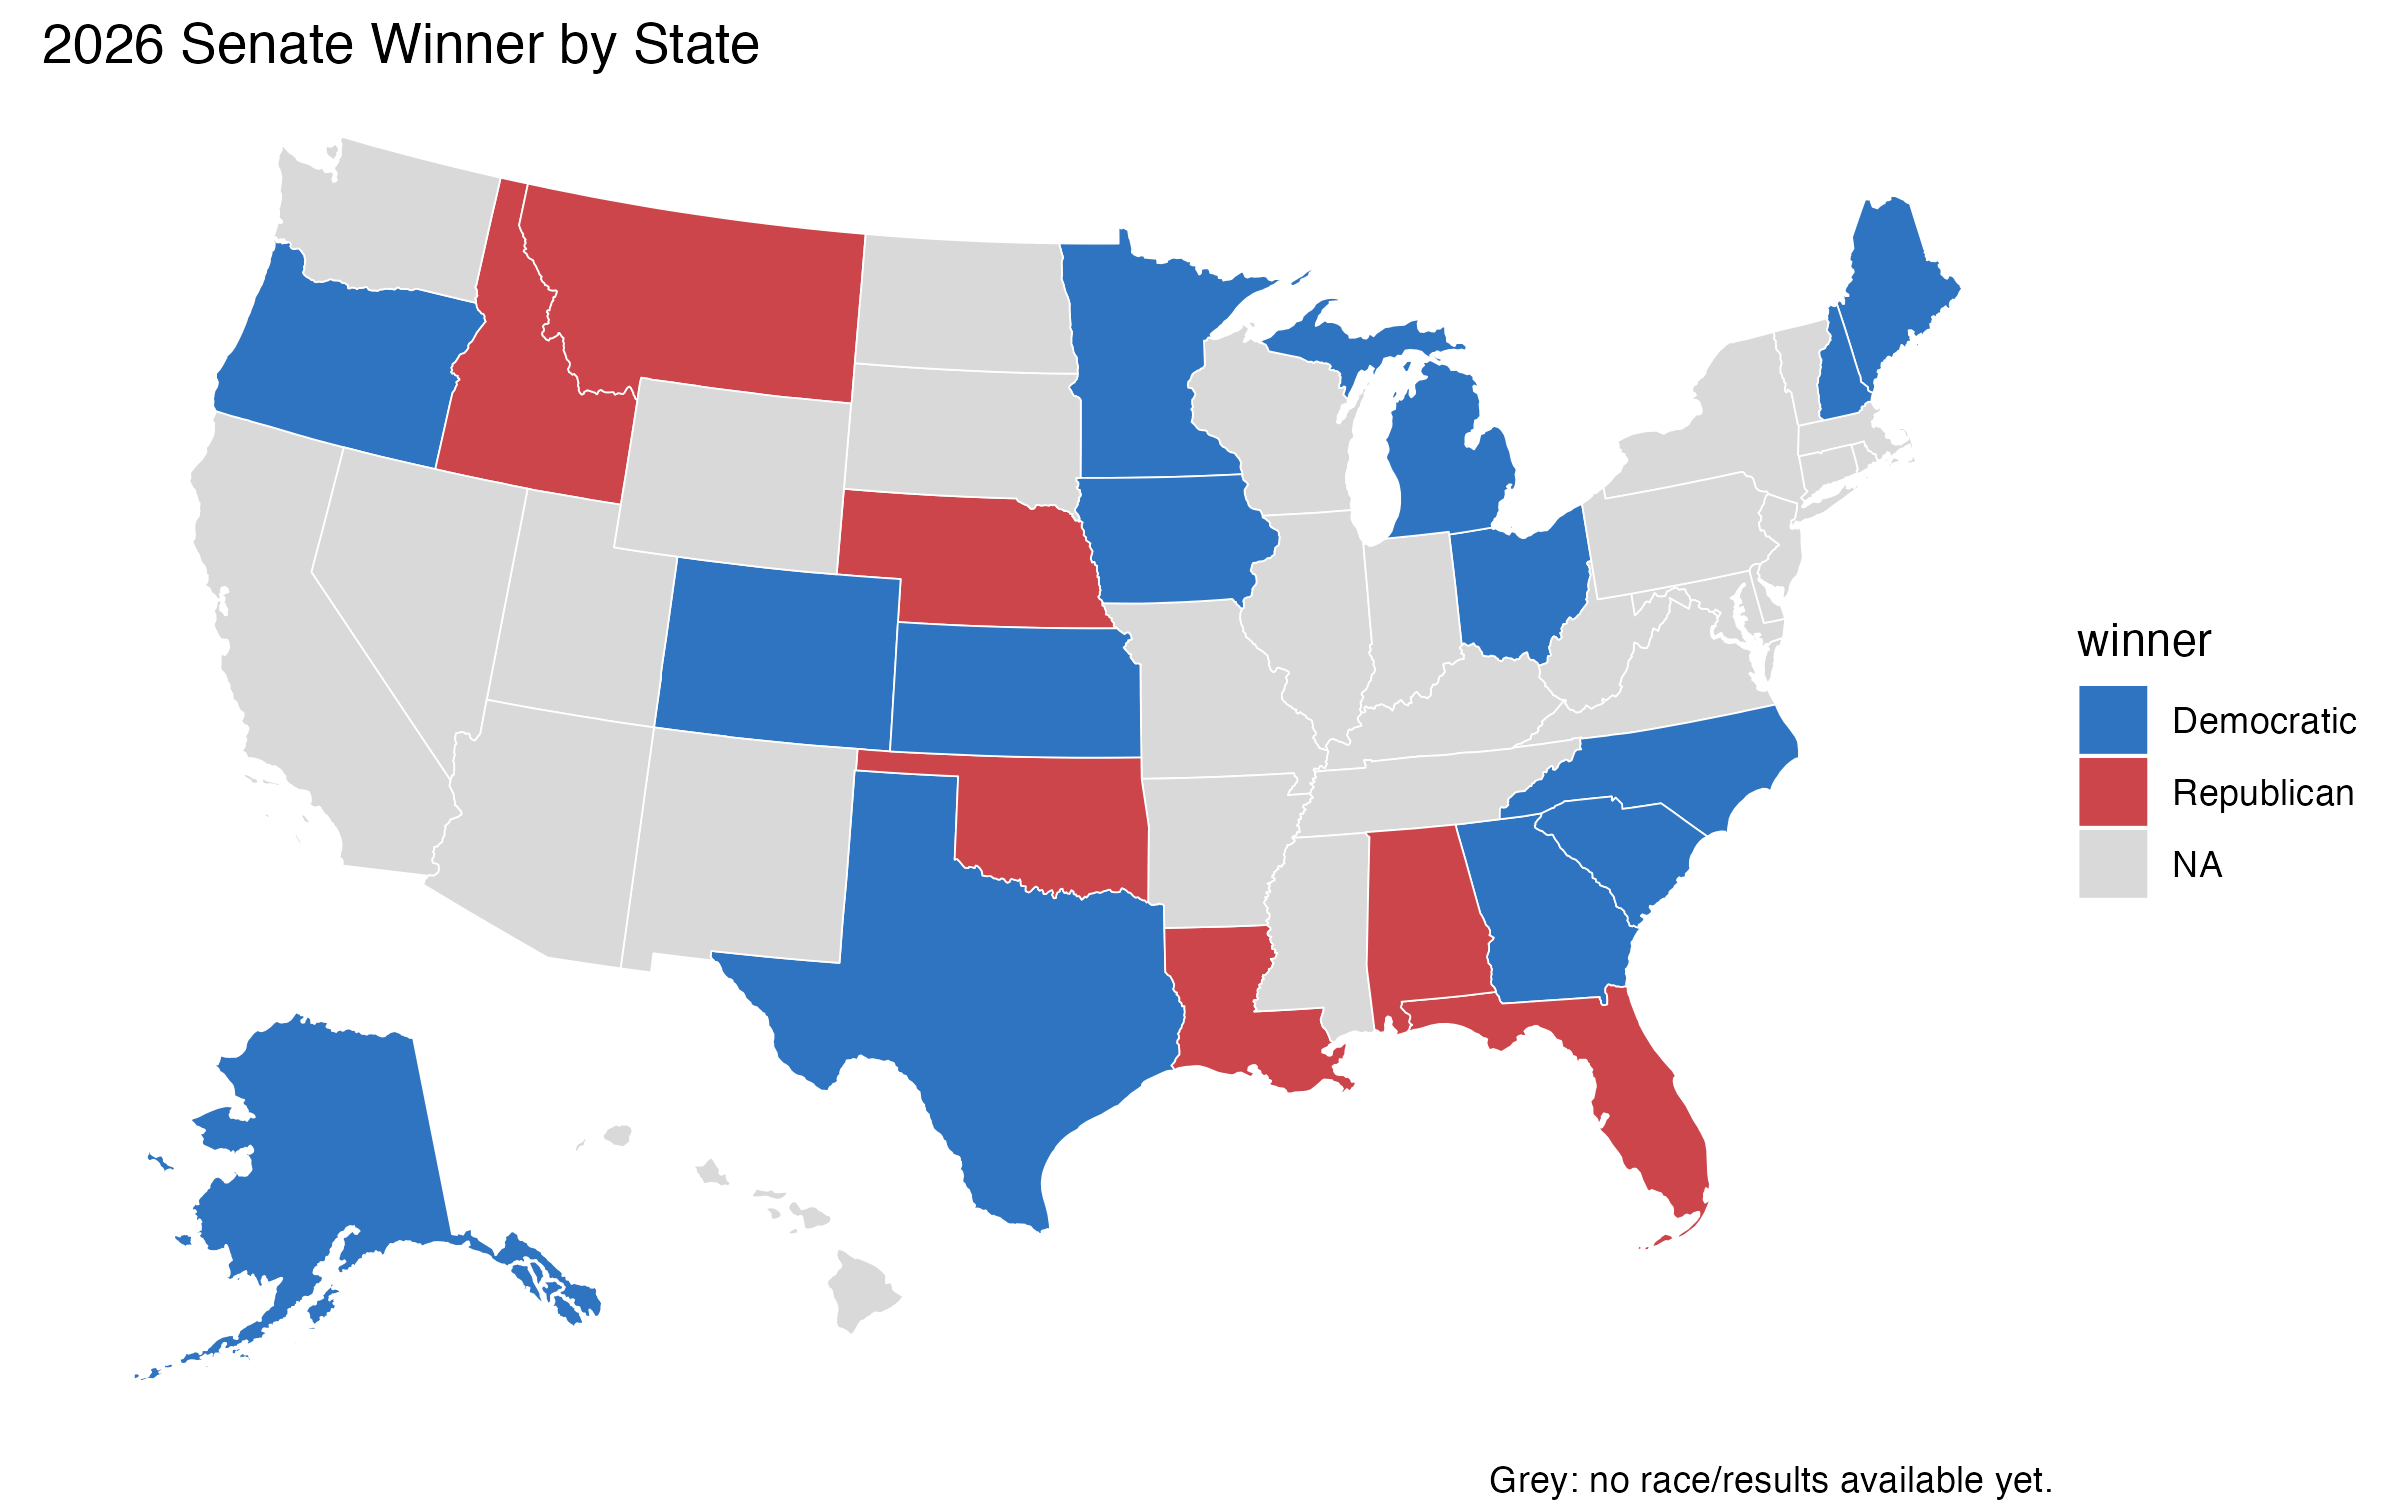 2026 Senate Winner by State
winner
Democratic
Republican
NA
Grey: no race/results available yet.